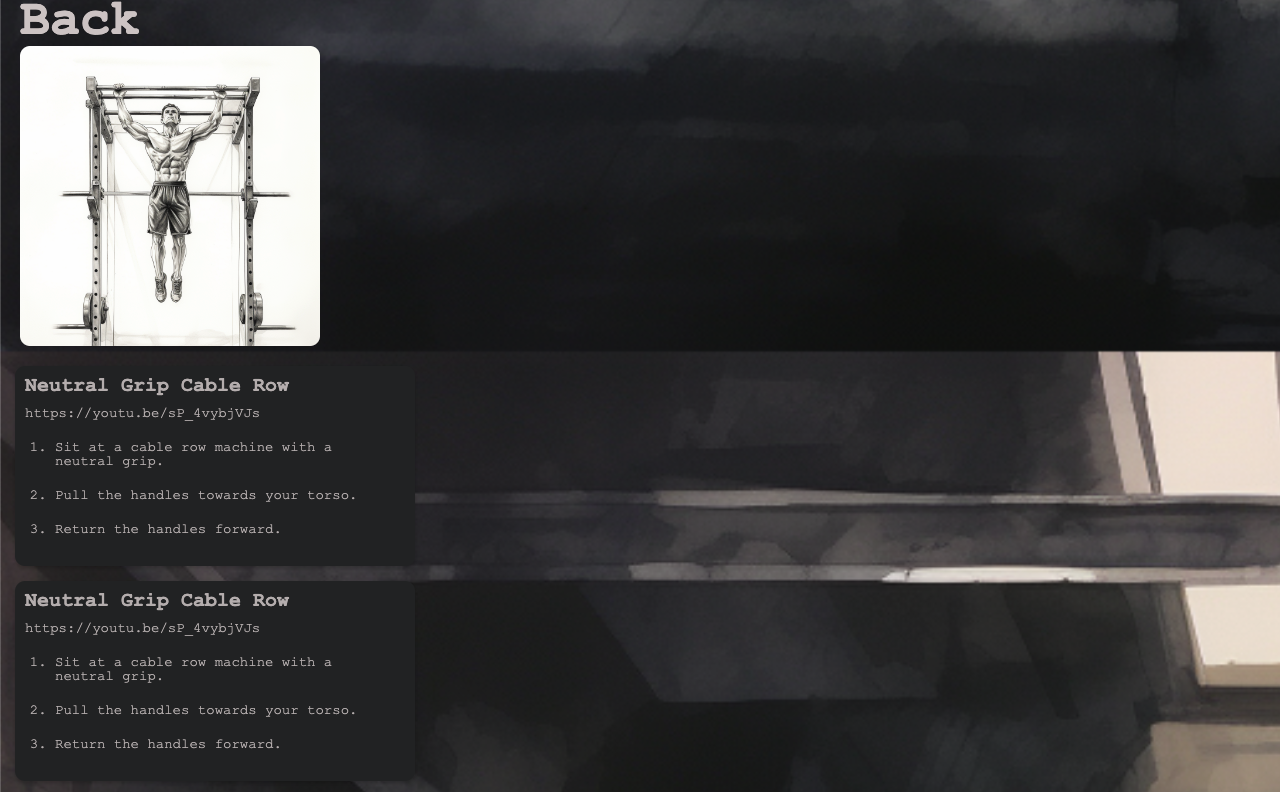 Back
Neutral Grip Cable Row
https://youtu.be/sP_4vybjVJs
1. Sit at a cable row machine with a
neutral grip.
2. Pull the handles towards your torso.
3. Return the handles forward.
Neutral Grip Cable Row
https://youtu.be/sP_4vybjVJs
1. Sit at a cable row machine with a
neutral grip.
2. Pull the handles towards your torso.
3. Return the handles forward.